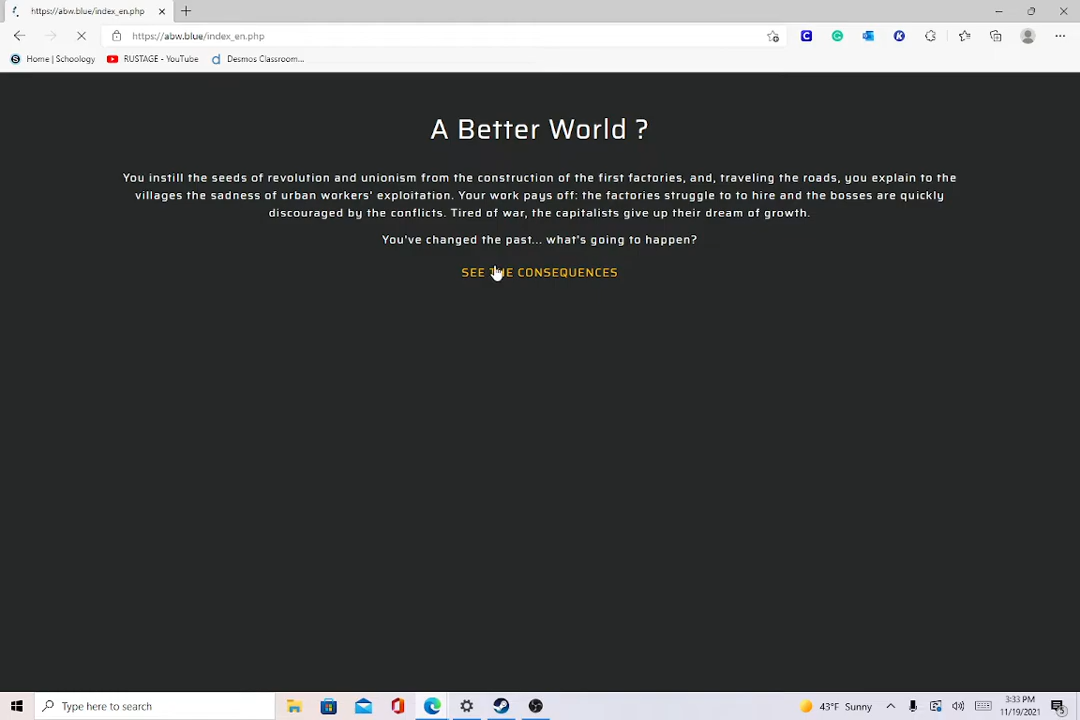 https://abw.blue/index_en.php
https://abw.blue/index_en.php
Home | Schoology
RUSTAGE - YouTube
Desmos Classroom...
A Better World ?
You instill the seeds of revolution and unionism from the construction of the first factories, and, traveling the roads, you explain to the
villages the sadness of urban workers' exploitation. Your work pays off: the factories struggle to to hire and the bosses are quickly
discouraged by the conflicts. Tired of war, the capitalists give up their dream of growth.
You've changed the past... what's going to happen?
SEE THE CONSEQUENCES
Type here to search
43°F Sunny
3:33 PM
11/19/2021